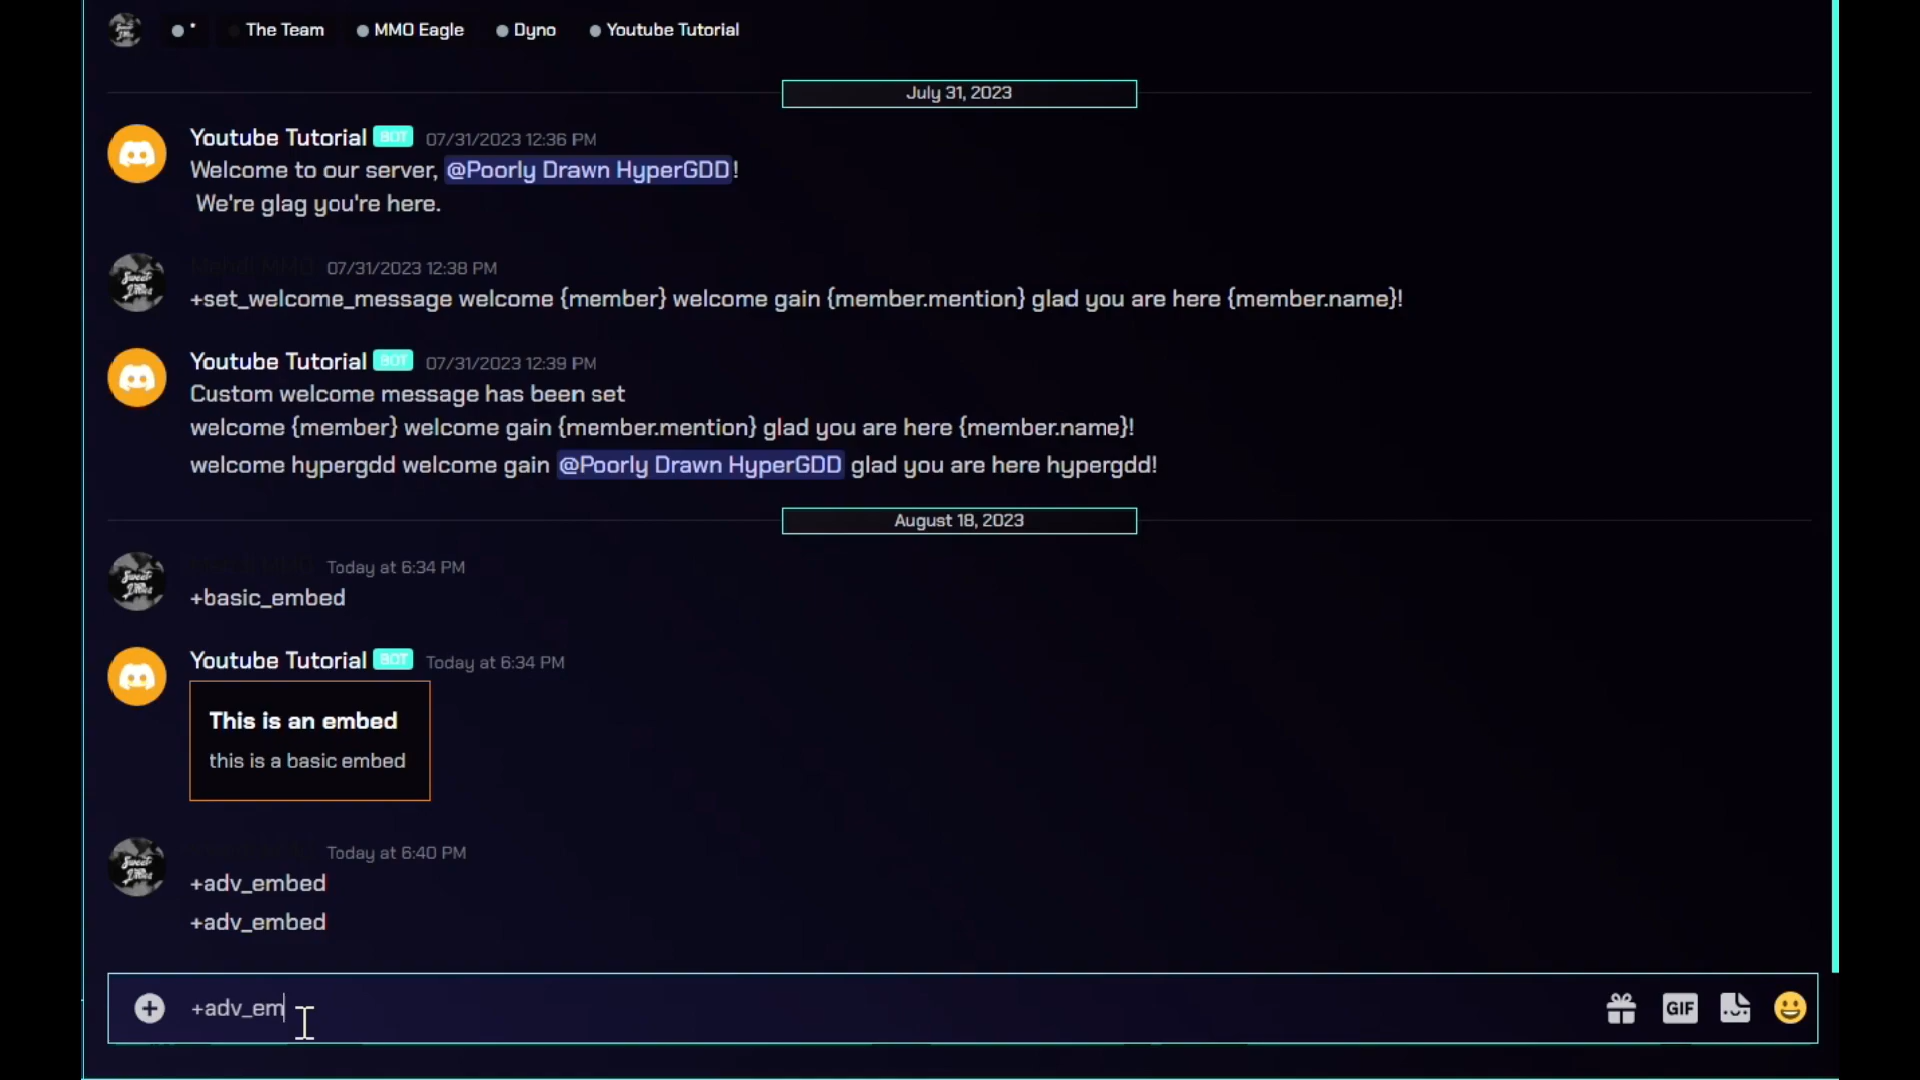 * The Team MMO Eagle Dyno Youtube Tutorial
July 31, 2023
Youtube Tutorial BOT 07/31/2023 12:36 PM
Welcome to our server, @Poorly Drawn HyperGDD!
We're glag you're here.
07/31/2023 12:38 PM
+set_welcome_message welcome {member} welcome gain {member.mention} glad you are here {member.name}!
Youtube Tutorial BOT 07/31/2023 12:39 PM
Custom welcome message has been set
welcome {member} welcome gain {member.mention} glad you are here {member.name}!
welcome hypergdd welcome gain @Poorly Drawn HyperGDD glad you are here hypergdd!
August 18, 2023
Today at 6:34 PM
+basic_embed
Youtube Tutorial BOT Today at 6:34 PM
This is an embed
this is a basic embed
Today at 6:40 PM
+adv_embed
+adv_embed
+adv_em
GIF